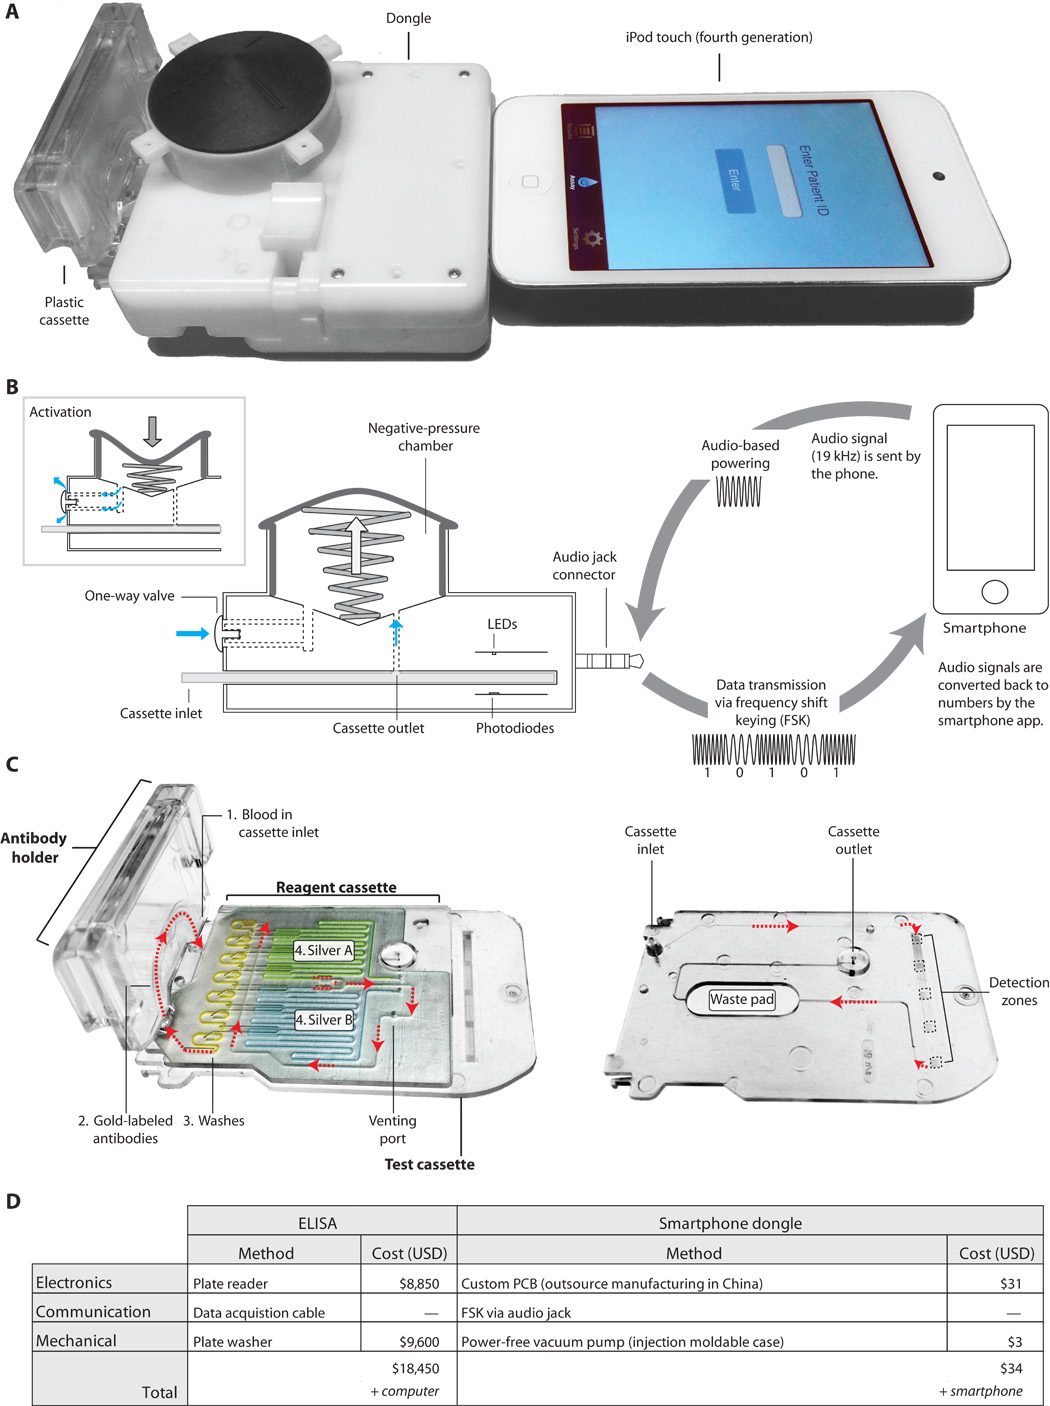 A
Dongle
iPod touch (fourth generation)
Enter Patient ID
Enter
Results
Assay
Settings
Plastic
cassette
B
Activation
Negative-pressure
chamber
Audio-based
powering
Audio signal
(19 kHz) is sent by
the phone.
One-way valve
Audio jack
connector
LEDs
Smartphone
Cassette inlet
Cassette outlet
Photodiodes
Data transmission
via frequency shift
keying (FSK)
1 0 1 0 1
Audio signals are
converted back to
numbers by the
smartphone app.
C
Antibody
holder
1. Blood in
cassette inlet
Reagent cassette
4. Silver A
4. Silver B
2. Gold-labeled
antibodies
3. Washes
Venting
port
Test cassette
Cassette
inlet
Cassette
outlet
Waste pad
Detection
zones
D
ELISA Smartphone dongle
Method Cost (USD) Method Cost (USD)
Electronics Plate reader $8,850 Custom PCB (outsource manufacturing in China) $31
Communication Data acquistion cable — FSK via audio jack —
Mechanical Plate washer $9,600 Power-free vacuum pump (injection moldable case) $3
$18,450 $34
Total + computer + smartphone